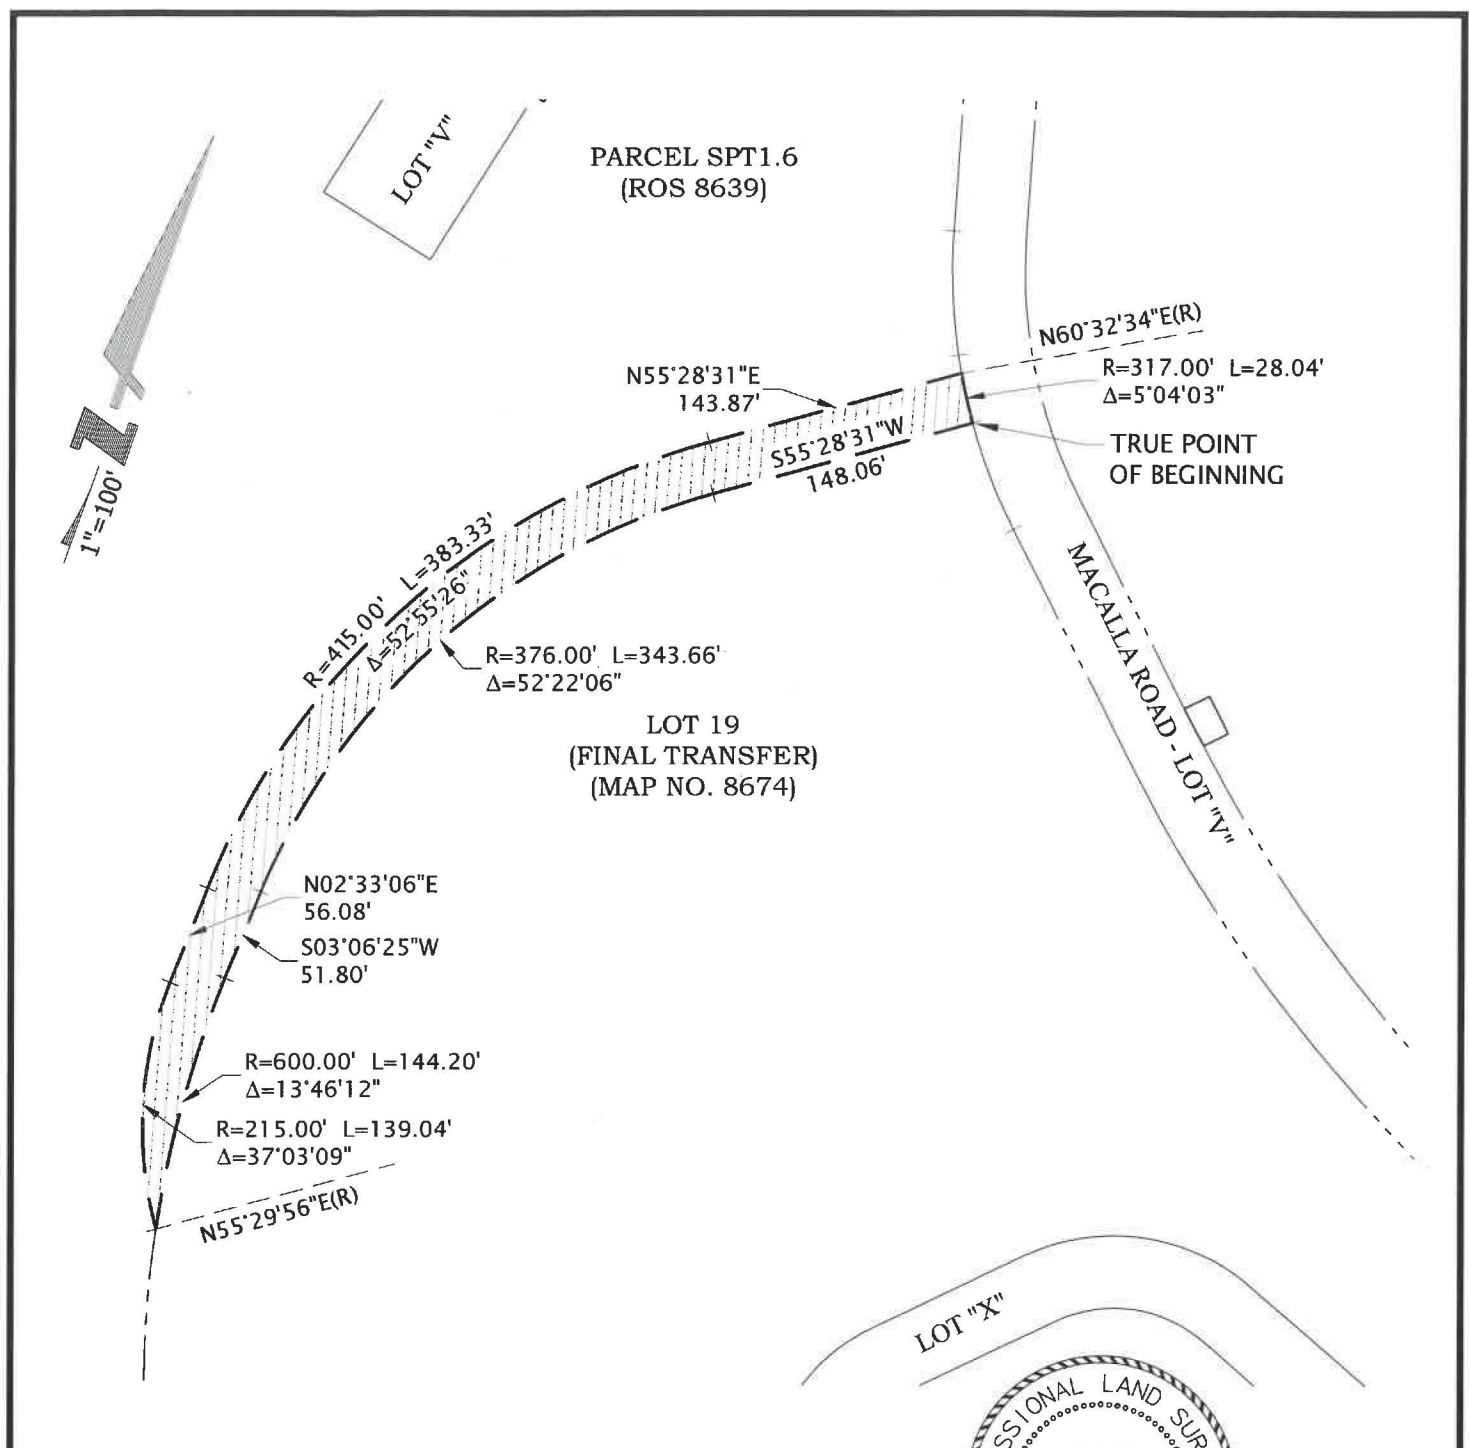 LOT "V"
PARCEL SPT1.6
(ROS 8639)
N60°32'34"E(R)
R=317.00' L=28.04'
Δ=5°04'03"
N55°28'31"E
143.87'
S55°28'31"W
148.06'
TRUE POINT
OF BEGINNING
N
1"=100'
R=415.00' L=383.33'
Δ=52°55'26"
R=376.00' L=343.66'
Δ=52°22'06"
MACALLA ROAD - LOT "V"
LOT 19
(FINAL TRANSFER)
(MAP NO. 8674)
N02°33'06"E
56.08'
S03°06'25"W
51.80'
R=600.00' L=144.20'
Δ=13°46'12"
R=215.00' L=139.04'
Δ=37°03'09"
N55°29'56"E(R)
LOT "X"
SSIONAL LAND SUR